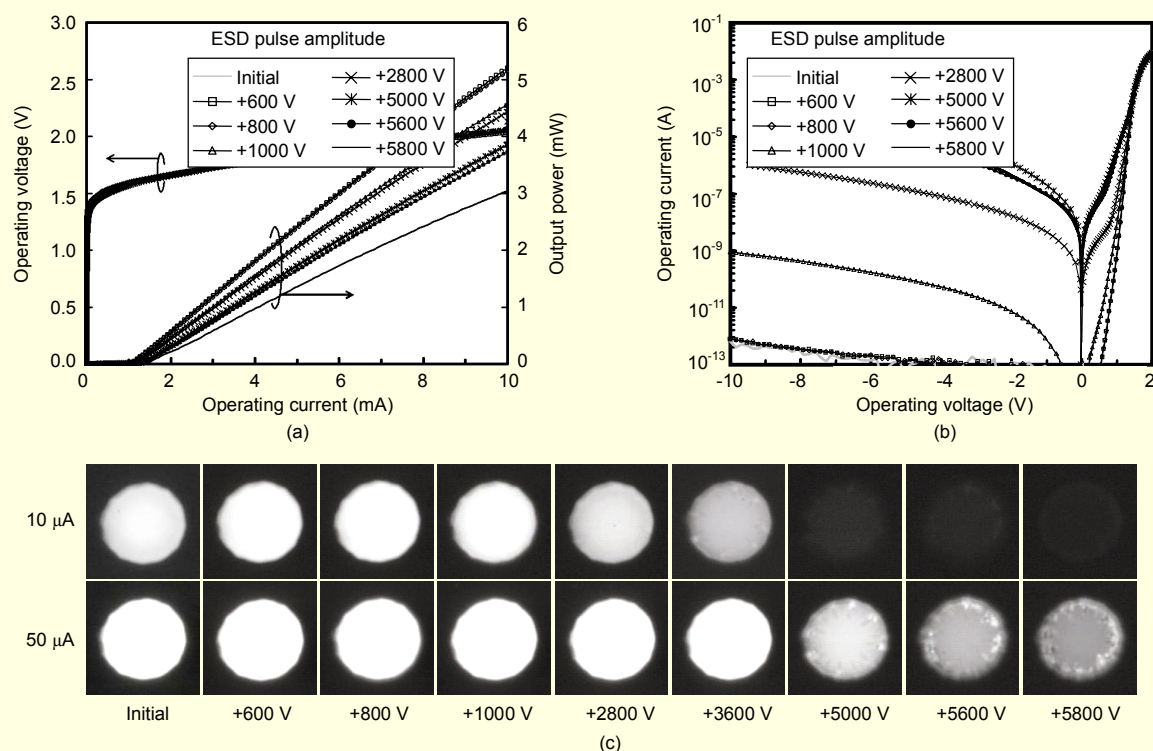 3.0
2.5
2.0
1.5
1.0
0.5
0.0
Operating voltage (V)
ESD pulse amplitude
Initial
+600 V
+800 V
+1000 V
+2800 V
+5000 V
+5600 V
+5800 V
6
5
4
3
2
1
0
Output power (mW)
0 2 4 6 8 10
Operating current (mA)
(a)
10⁻¹
10⁻³
10⁻⁵
10⁻⁷
10⁻⁹
10⁻¹¹
10⁻¹³
Operating current (A)
ESD pulse amplitude
Initial
+600 V
+800 V
+1000 V
+2800 V
+5000 V
+5600 V
+5800 V
-10 -8 -6 -4 -2 0 2
Operating voltage (V)
(b)
10 μA
50 μA
Initial +600 V +800 V +1000 V +2800 V +3600 V +5000 V +5600 V +5800 V
(c)